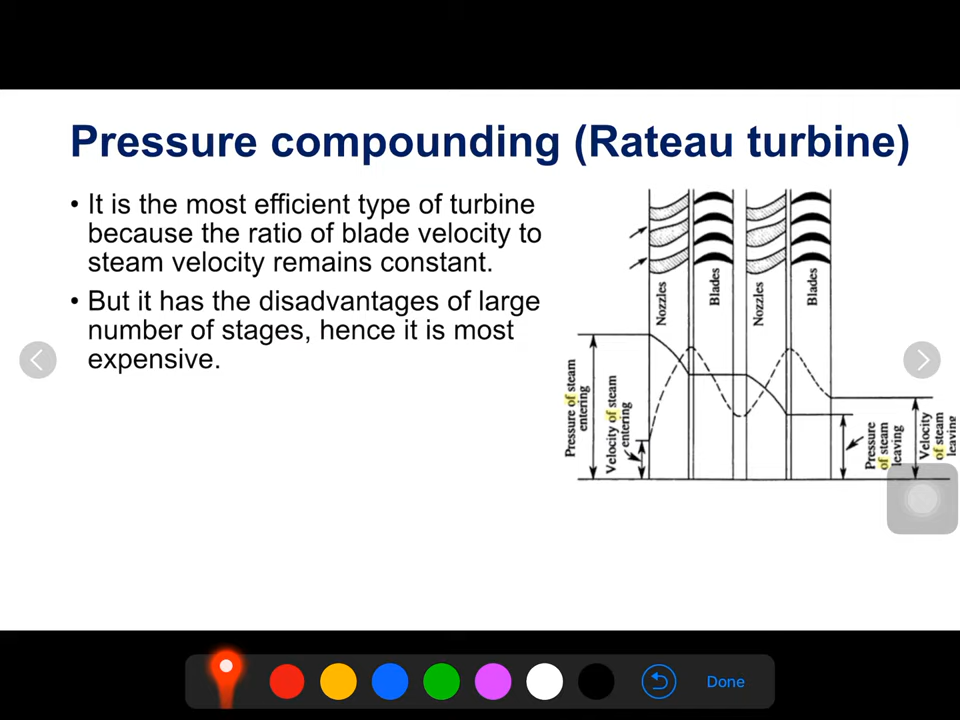 Pressure compounding (Rateau turbine)
• It is the most efficient type of turbine
because the ratio of blade velocity to
steam velocity remains constant.
• But it has the disadvantages of large
number of stages, hence it is most
expensive.
Nozzles
Blades
Nozzles
Blades
Pressure of steam
entering
Velocity of steam
entering
Pressure
of steam
leaving
Velocity
of steam
leaving
Done